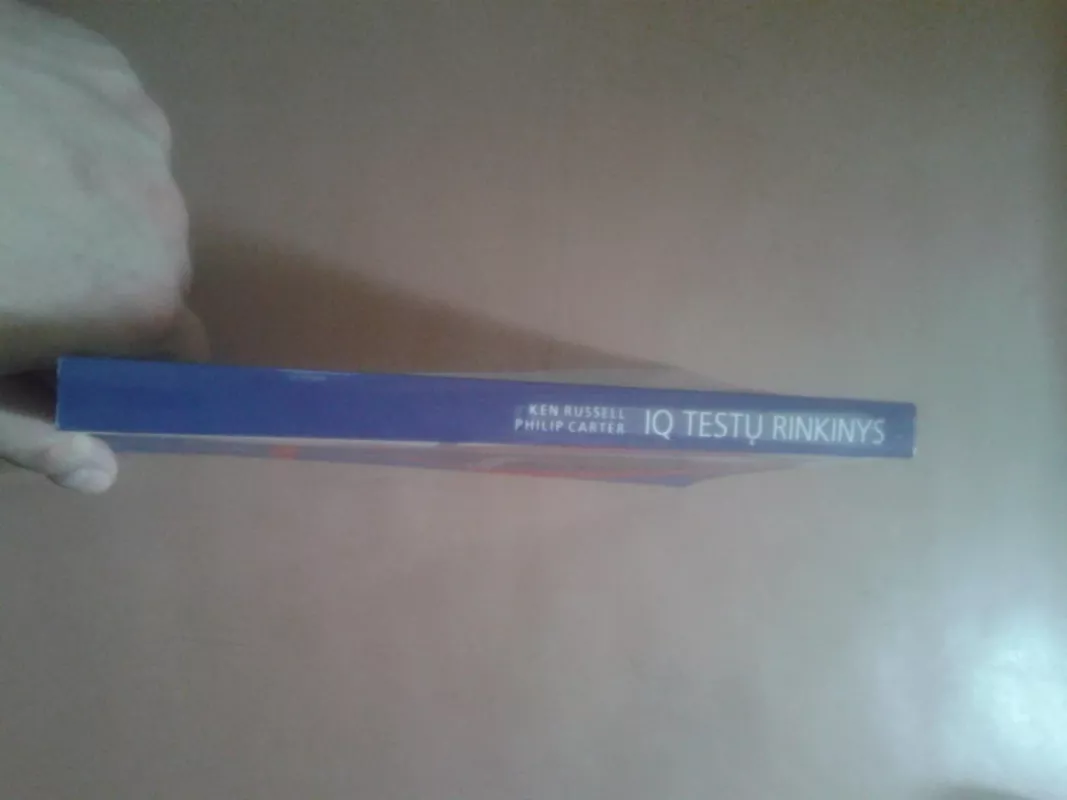 KEN RUSSELL
PHILIP CARTER
IQ TESTŲ RINKINYS